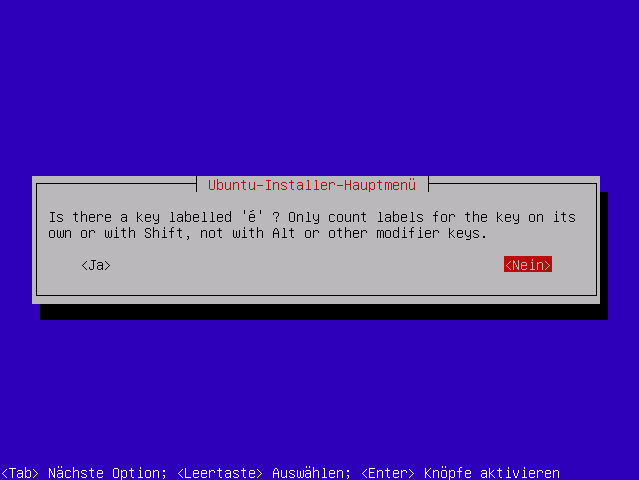 Ubuntu-Installer-Hauptmenü
Is there a key labelled 'é' ? Only count labels for the key on its
own or with Shift, not with Alt or other modifier keys.
<Ja> <Nein>
<Tab> Nächste Option; <Leertaste> Auswählen; <Enter> Knöpfe aktivieren